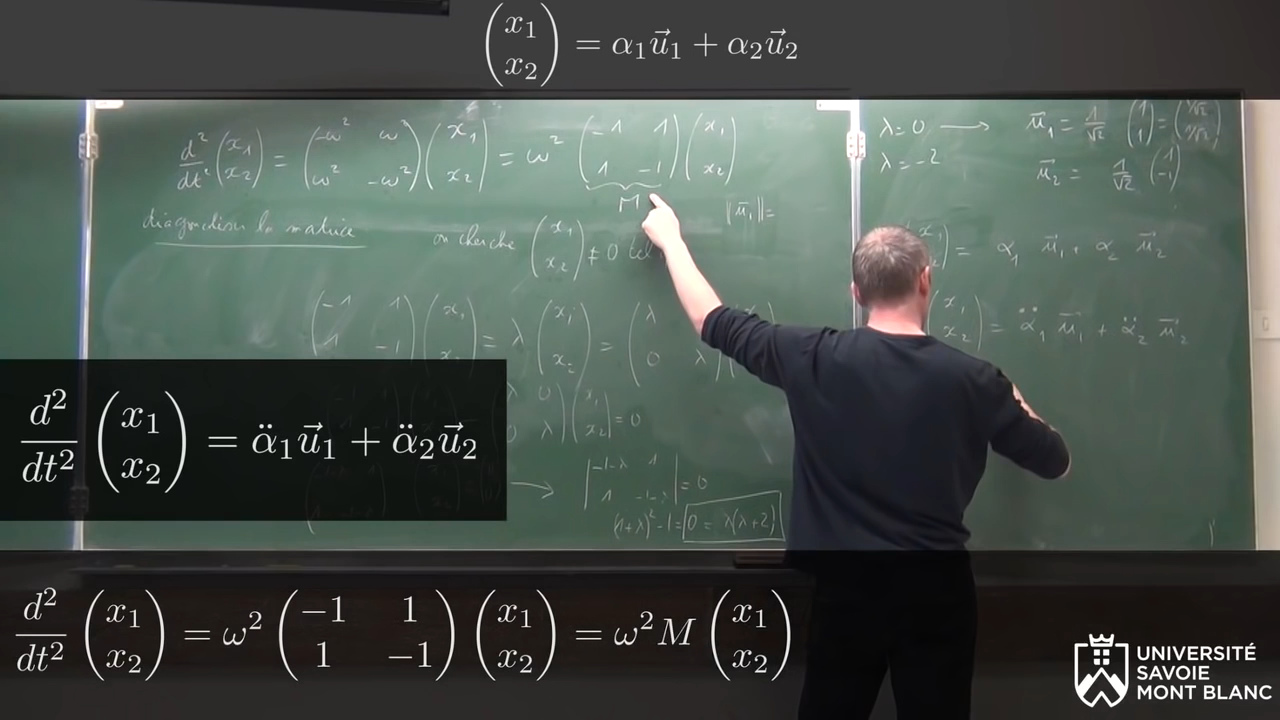 (x₁ x₂) = α₁u⃗₁ + α₂u⃗₂
d²/dt² (x₁ x₂) = (-ω² ω² ω² -ω²) (x₁ x₂) = ω² (-1 1 1 -1) (x₁ x₂)
M
on cherche (x₁ x₂) ≠ 0
||u⃗₁||=
(-1 1 1 -1) (x₁ x₂) = λ (x₁ x₂) = (λ 0 λ)
|-1-λ 1 1 -1-λ| = 0
(1+λ)²-1 = 0 = λ(λ+2)
λ=0 → u⃗₁ = 1/√2 (1 1) = (1/√2 1/√2)
λ=-2 u⃗₂ = 1/√2 (1 -1)
= α₁ u⃗₁ + α₂ u⃗₂
(x₁ x₂) = α̈₁ u⃗₁ + α̈₂ u⃗₂
d²/dt² (x₁ x₂) = α̈₁u⃗₁ + α̈₂u⃗₂
d²/dt² (x₁ x₂) = ω² (-1 1 1 -1) (x₁ x₂) = ω²M (x₁ x₂)
UNIVERSITÉ
SAVOIE
MONT BLANC